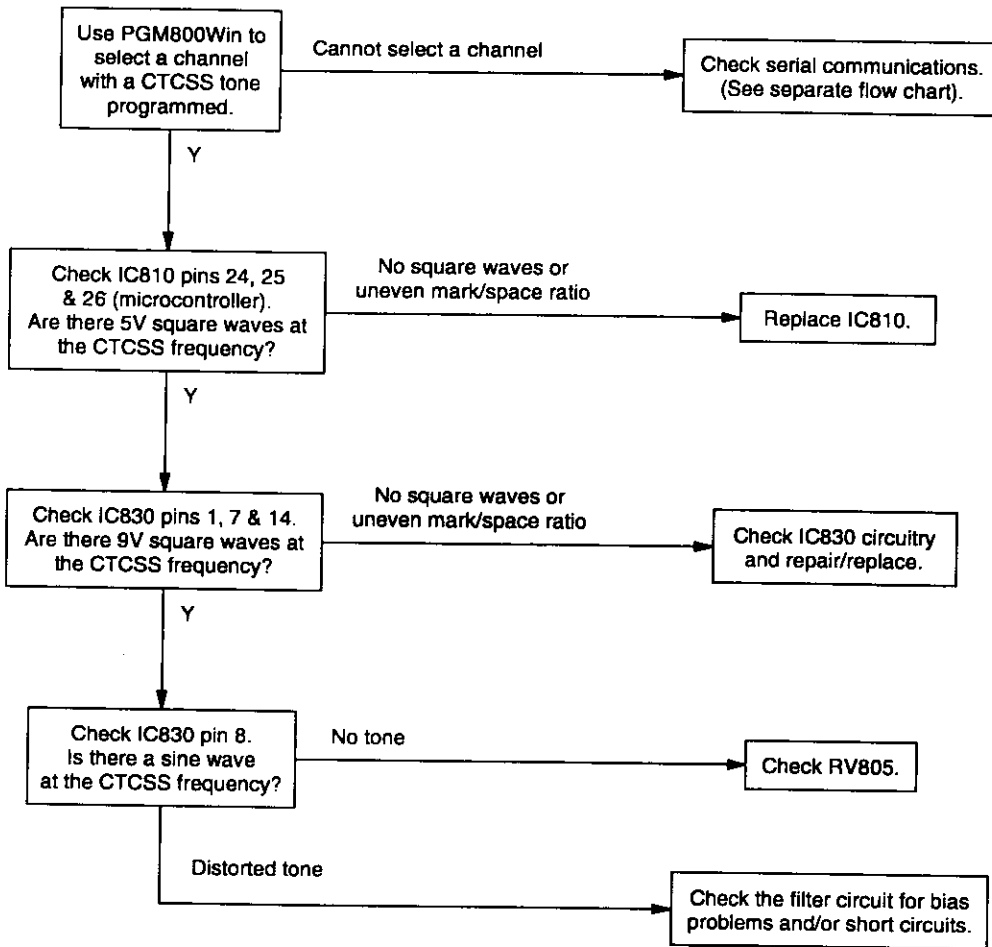 Use PGM800Win to
select a channel
with a CTCSS tone
programmed.
Cannot select a channel
Check serial communications.
(See separate flow chart).
Y
Check IC810 pins 24, 25
& 26 (microcontroller).
Are there 5V square waves at
the CTCSS frequency?
No square waves or
uneven mark/space ratio
Replace IC810.
Y
Check IC830 pins 1, 7 & 14.
Are there 9V square waves at
the CTCSS frequency?
No square waves or
uneven mark/space ratio
Check IC830 circuitry
and repair/replace.
Y
Check IC830 pin 8.
Is there a sine wave
at the CTCSS frequency?
No tone
Check RV805.
Distorted tone
Check the filter circuit for bias
problems and/or short circuits.